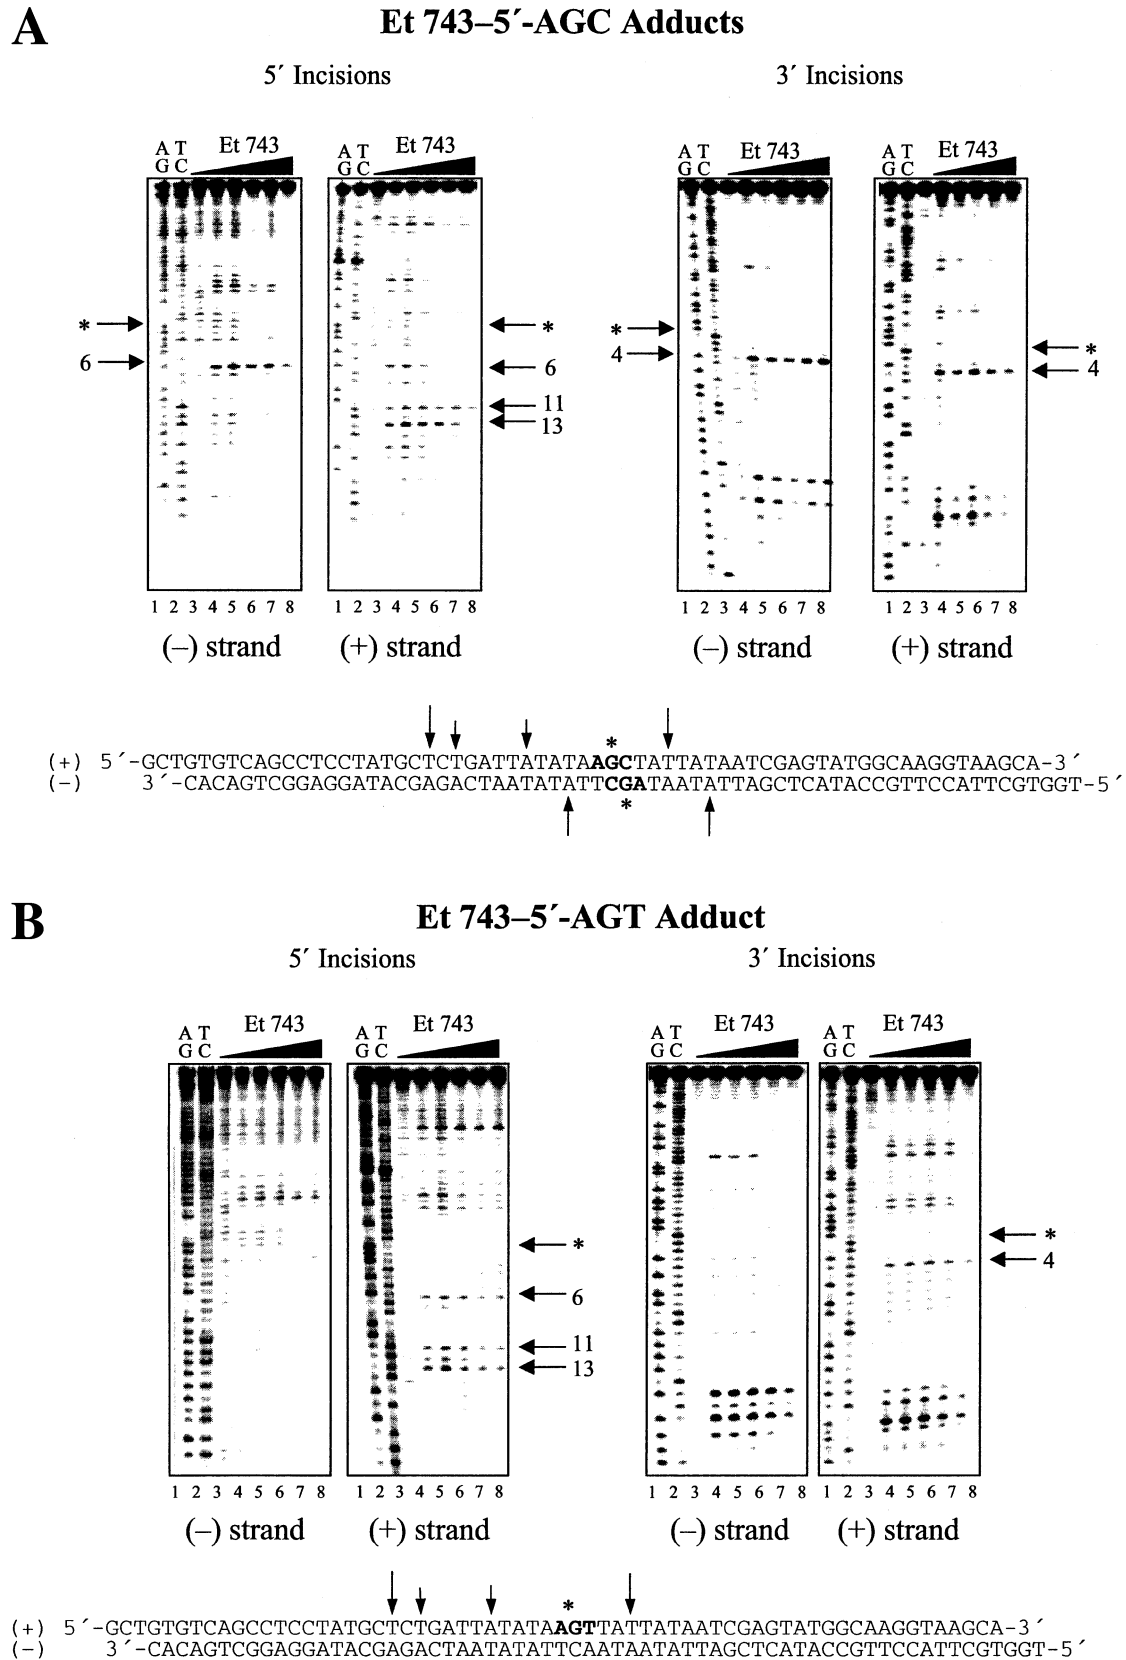 A
Et 743–5´-AGC Adducts
5´ Incisions 3´ Incisions
A T Et 743 A T Et 743 A T Et 743 A T Et 743
G C G C G C G C
* * * *
6 6 4 4
11
13
1 2 3 4 5 6 7 8 1 2 3 4 5 6 7 8 1 2 3 4 5 6 7 8 1 2 3 4 5 6 7 8
(–) strand (+) strand (–) strand (+) strand
*
(+) 5´-GCTGTGTCAGCCTCCTATGCTCTGATTATATATAAGCTATTATAATCGAGTATGGCAAGGTAAGCA-3´
(-) 3´-CACAGTCGGAGGATACGAGACTAATATATTCGATAATATTAGCTCATACCGTTCCATTCGTGGT-5´
*
B
Et 743–5´-AGT Adduct
5´ Incisions 3´ Incisions
A T Et 743 A T Et 743 A T Et 743 A T Et 743
G C G C G C G C
* *
6 4
11
13
1 2 3 4 5 6 7 8 1 2 3 4 5 6 7 8 1 2 3 4 5 6 7 8 1 2 3 4 5 6 7 8
(–) strand (+) strand (–) strand (+) strand
*
(+) 5´-GCTGTGTCAGCCTCCTATGCTCTGATTATATAAGTTATTATAATCGAGTATGGCAAGGTAAGCA-3´
(-) 3´-CACAGTCGGAGGATACGAGACTAATATATTCAATAATATTAGCTCATACCGTTCCATTCGTGGT-5´